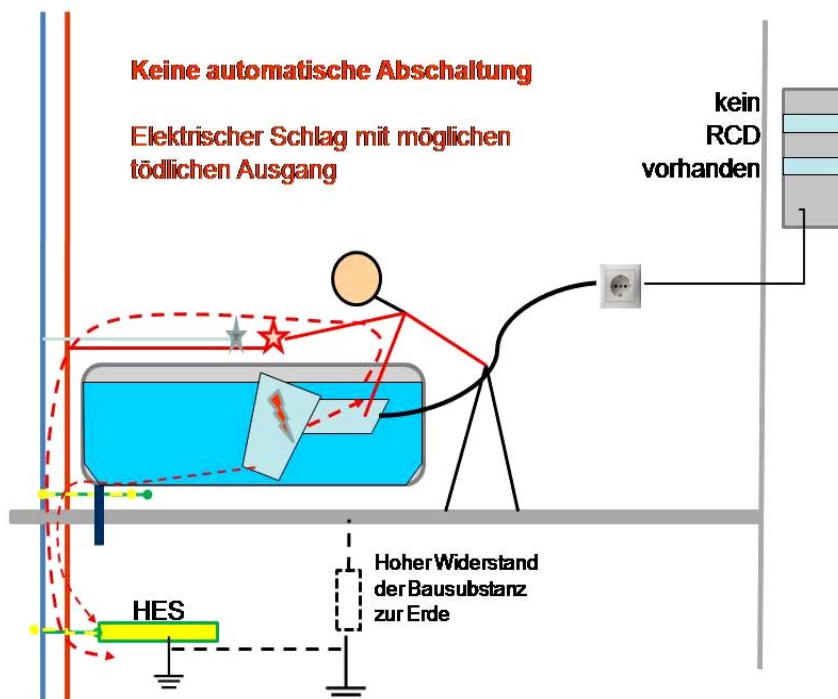 Keine automatische Abschaltung
Elektrischer Schlag mit möglichen
tödlichen Ausgang
kein
RCD
vorhanden
Hoher Widerstand
der Bausubstanz
zur Erde
HES